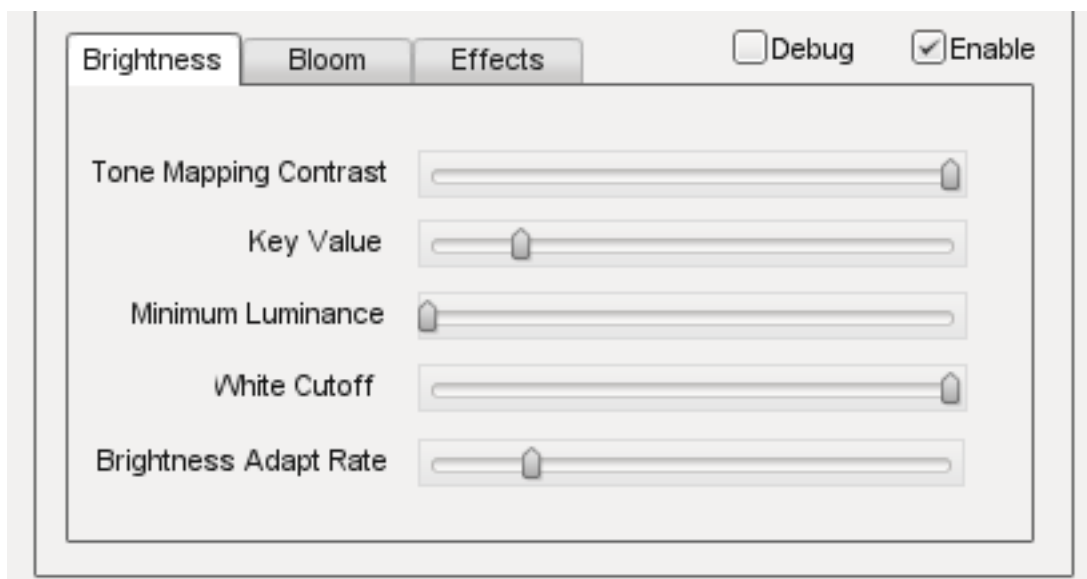 Brightness Bloom Effects Debug Enable
Tone Mapping Contrast
Key Value
Minimum Luminance
White Cutoff
Brightness Adapt Rate